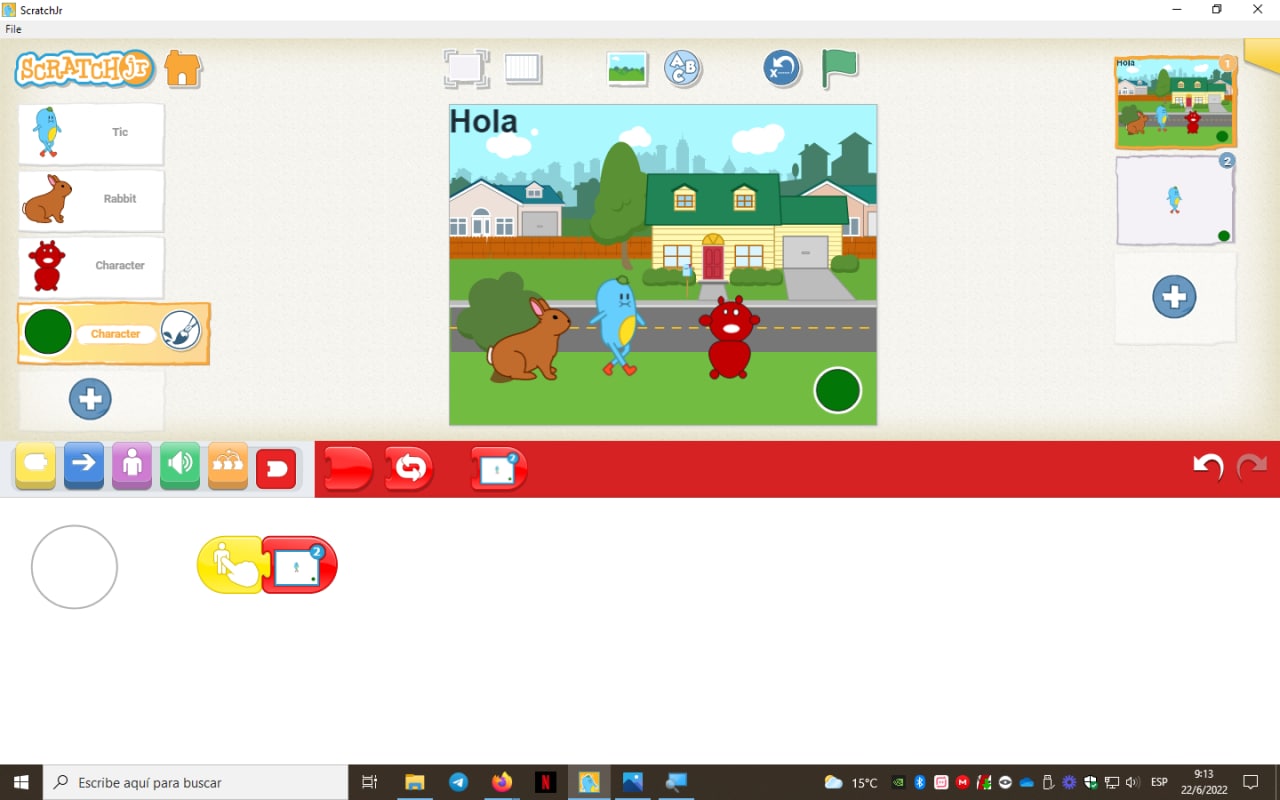 ScratchJr
File
SCRATCHJr
A B C
x
Hola
Hola
1
2
Tic
Rabbit
Character
Character
2
2
Escribe aquí para buscar
N
15°C
M
ESP
9:13
22/6/2022